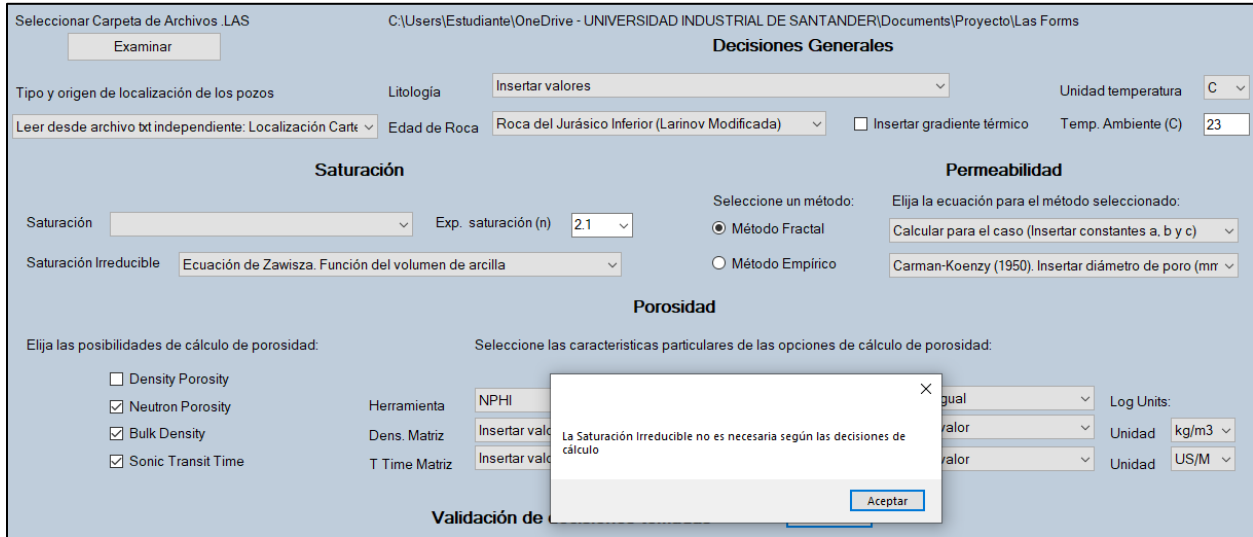 Seleccionar Carpeta de Archivos .LAS C:\Users\Estudiante\OneDrive - UNIVERSIDAD INDUSTRIAL DE SANTANDER\Documents\Proyecto\Las Forms
Examinar
Decisiones Generales
Tipo y origen de localización de los pozos
Litología Insertar valores Unidad temperatura C
Leer desde archivo txt independiente: Localización Carte Edad de Roca Roca del Jurásico Inferior (Larinov Modificada) Insertar gradiente térmico Temp. Ambiente (C) 23
Saturación Permeabilidad
Seleccione un método: Elija la ecuación para el método seleccionado:
Saturación Exp. saturación (n) 2.1 Método Fractal Calcular para el caso (Insertar constantes a, b y c)
Saturación Irreducible Ecuación de Zawisza. Función del volumen de arcilla Método Empírico Carman-Koenzy (1950). Insertar diámetro de poro (mm
Porosidad
Elija las posibilidades de cálculo de porosidad: Seleccione las caracteristicas particulares de las opciones de cálculo de porosidad:
Density Porosity
Neutron Porosity Herramienta NPHI gual Log Units:
Bulk Density Dens. Matriz Insertar valo valor Unidad kg/m3
Sonic Transit Time T Time Matriz Insertar valo valor Unidad US/M
La Saturación Irreducible no es necesaria según las decisiones de
cálculo
Aceptar
Validación de